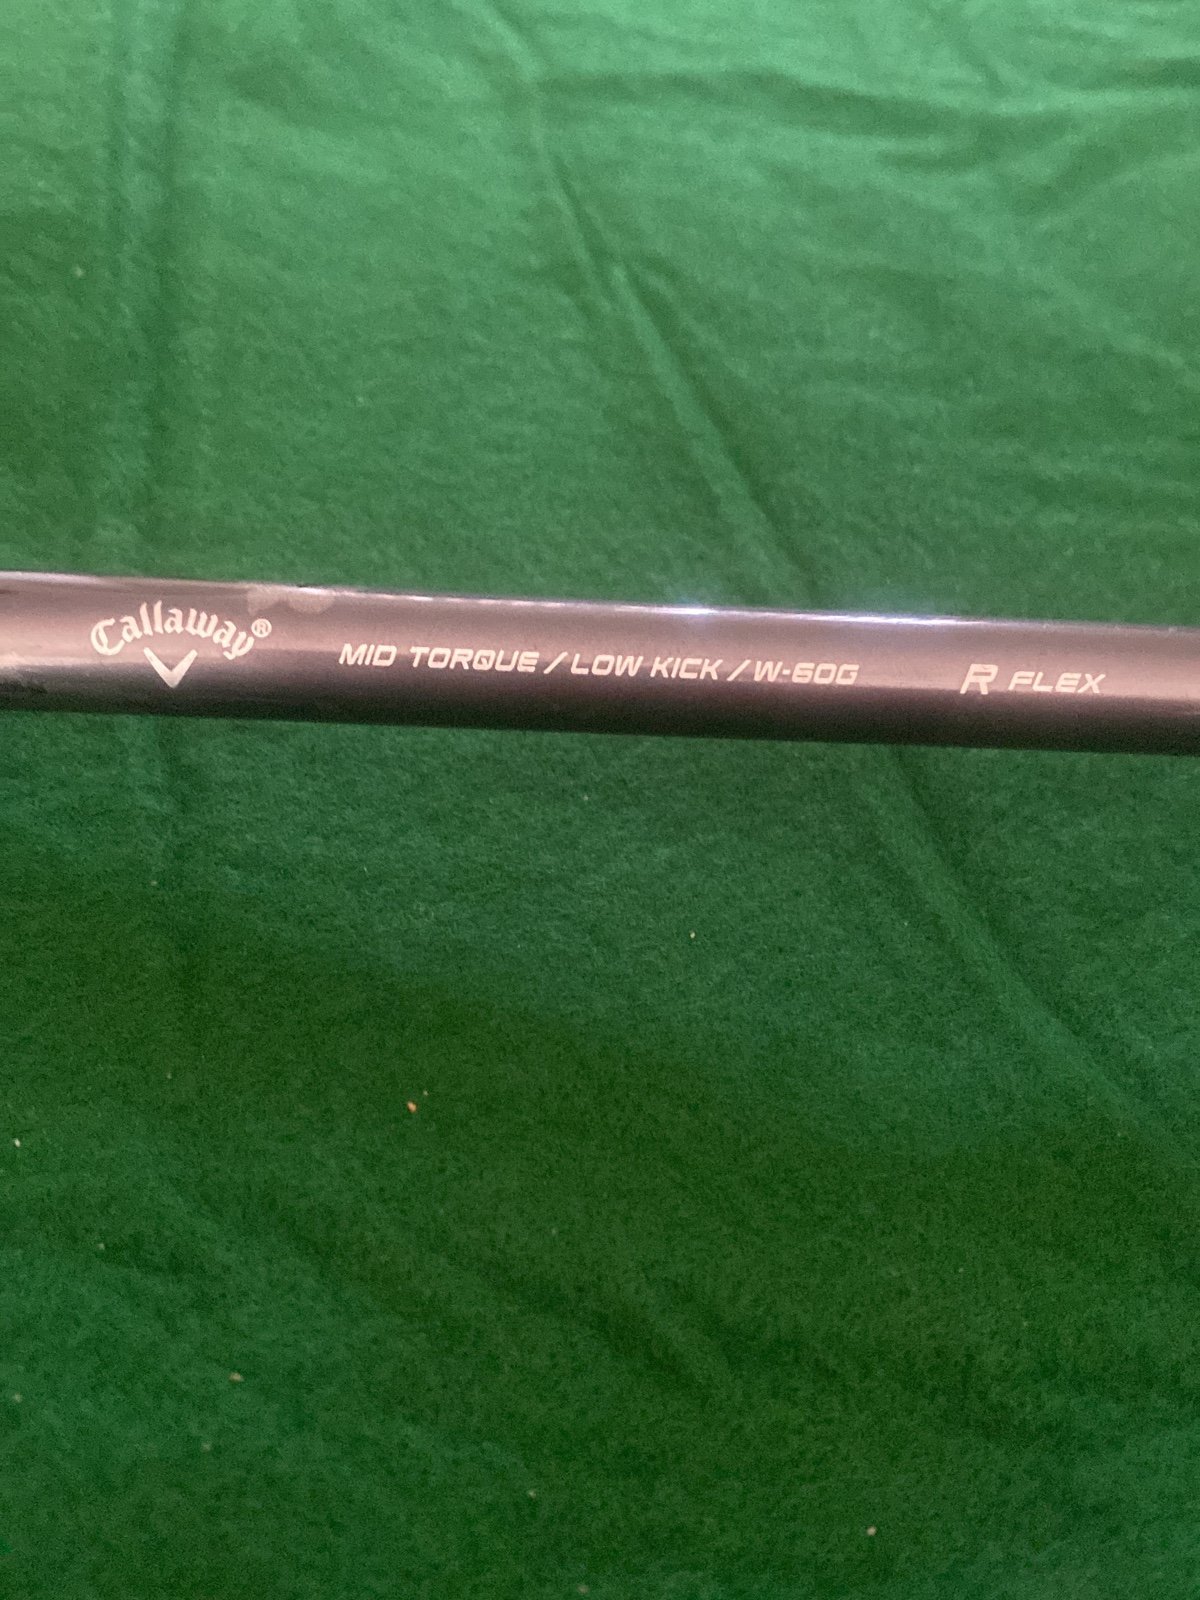 Callaway® MID TORQUE / LOW KICK / W-60G R FLEX